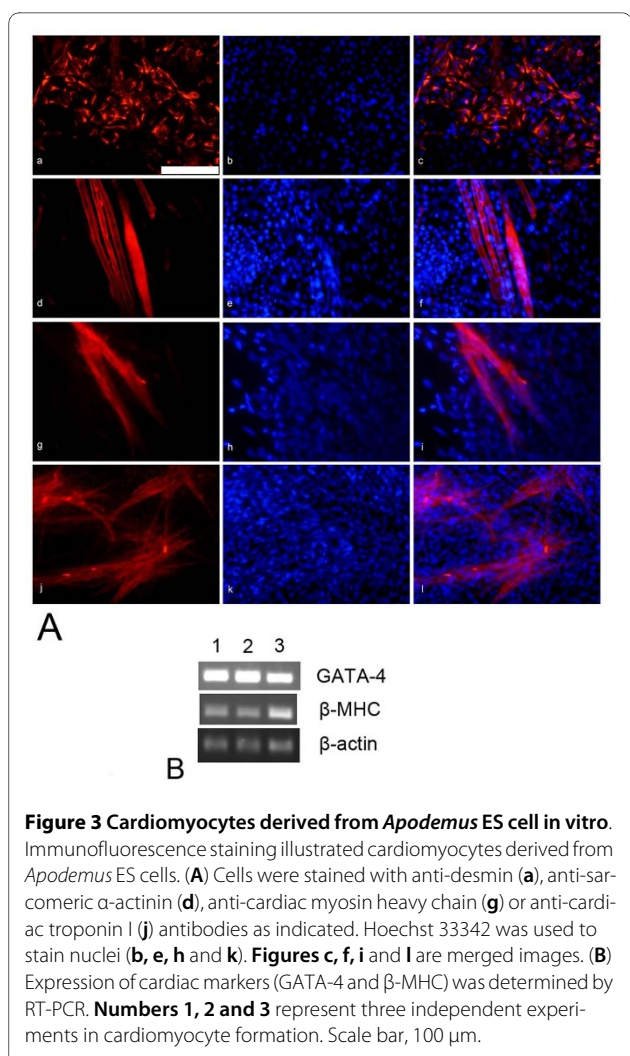 a b c
d e f
g h i
j k l
A
1 2 3
GATA-4
β-MHC
β-actin
B
Figure 3 Cardiomyocytes derived from Apodemus ES cell in vitro.
Immunofluorescence staining illustrated cardiomyocytes derived from
Apodemus ES cells. (A) Cells were stained with anti-desmin (a), anti-sar-
comeric α-actinin (d), anti-cardiac myosin heavy chain (g) or anti-cardi-
ac troponin I (j) antibodies as indicated. Hoechst 33342 was used to
stain nuclei (b, e, h and k). Figures c, f, i and l are merged images. (B)
Expression of cardiac markers (GATA-4 and β-MHC) was determined by
RT-PCR. Numbers 1, 2 and 3 represent three independent experi-
ments in cardiomyocyte formation. Scale bar, 100 μm.